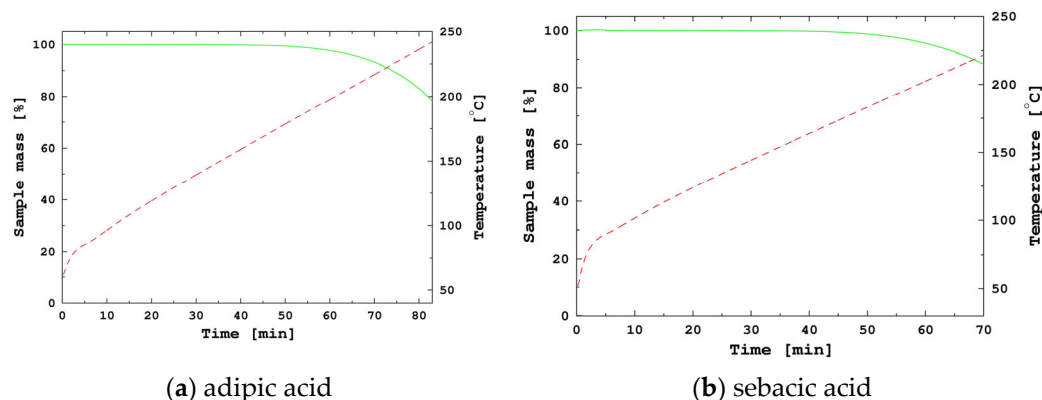 100
80
60
40
20
0
Sample mass [%]
250
200
150
100
50
Temperature [°C]
0 10 20 30 40 50 60 70 80
Time [min]
(a) adipic acid
100
80
60
40
20
0
Sample mass [%]
250
200
150
100
50
Temperature [°C]
0 10 20 30 40 50 60 70
Time [min]
(b) sebacic acid